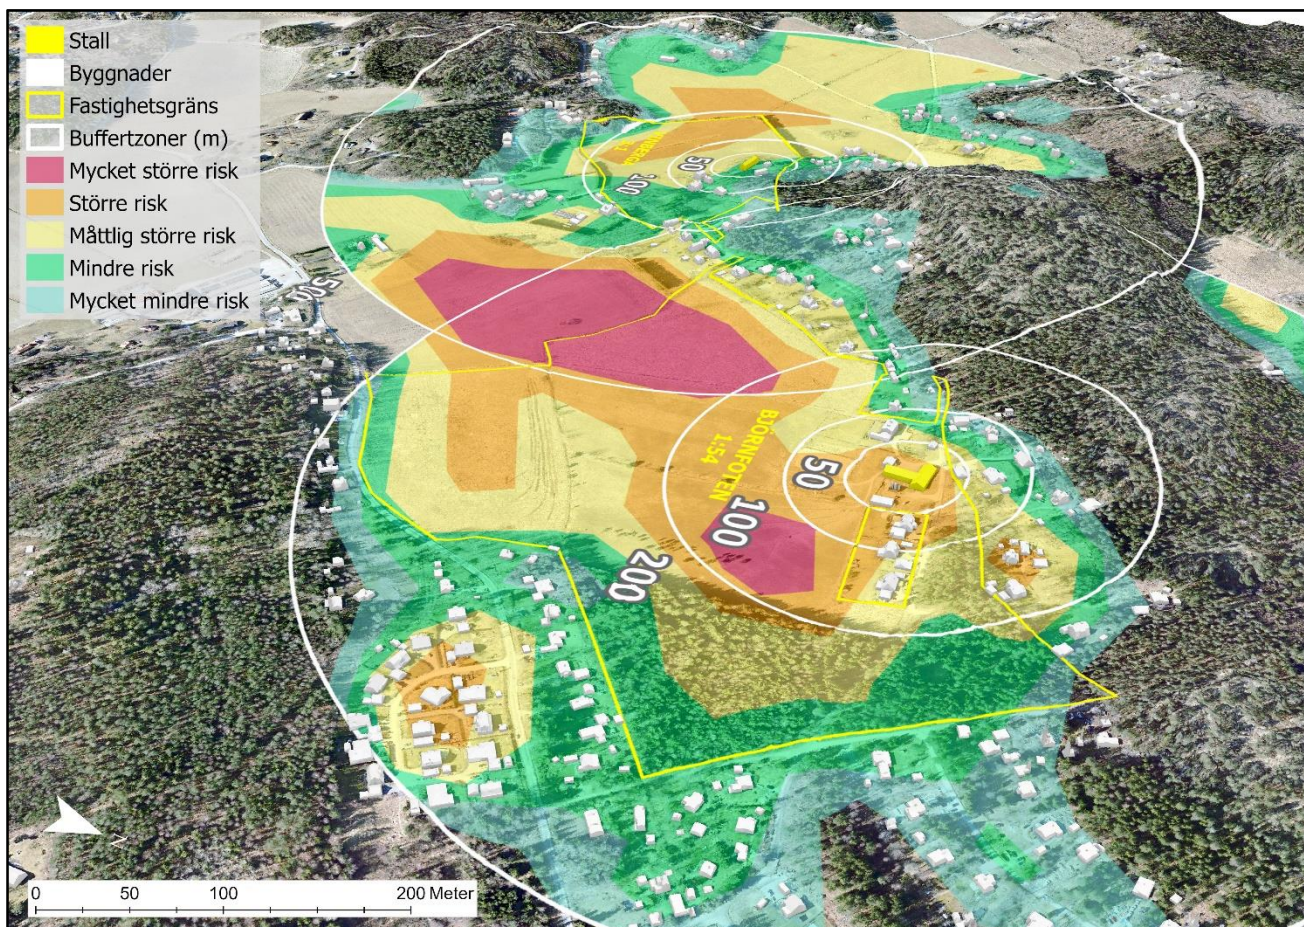 Stall
Byggnader
Fastighetsgräns
Buffertzoner (m)
Mycket större risk
Större risk
Måttlig större risk
Mindre risk
Mycket mindre risk
50
100
500
BJÖRNFOTEN
1:54
50
100
200
0 50 100 200 Meter